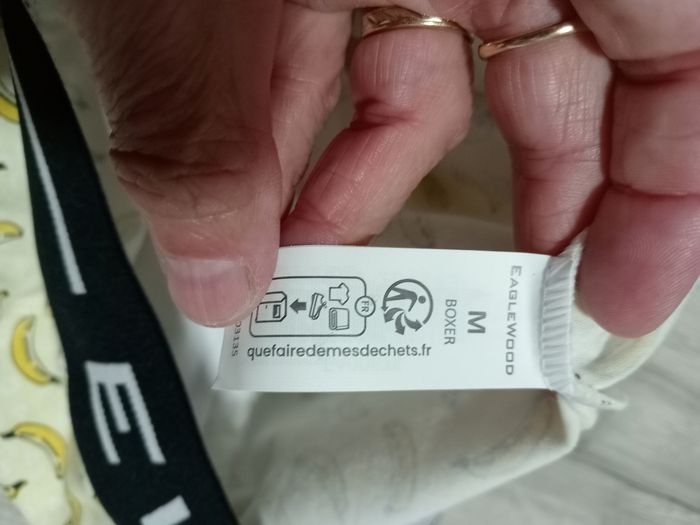 EAGLEWOOD
M
BOXER
FR
quefairedemesdechets.fr